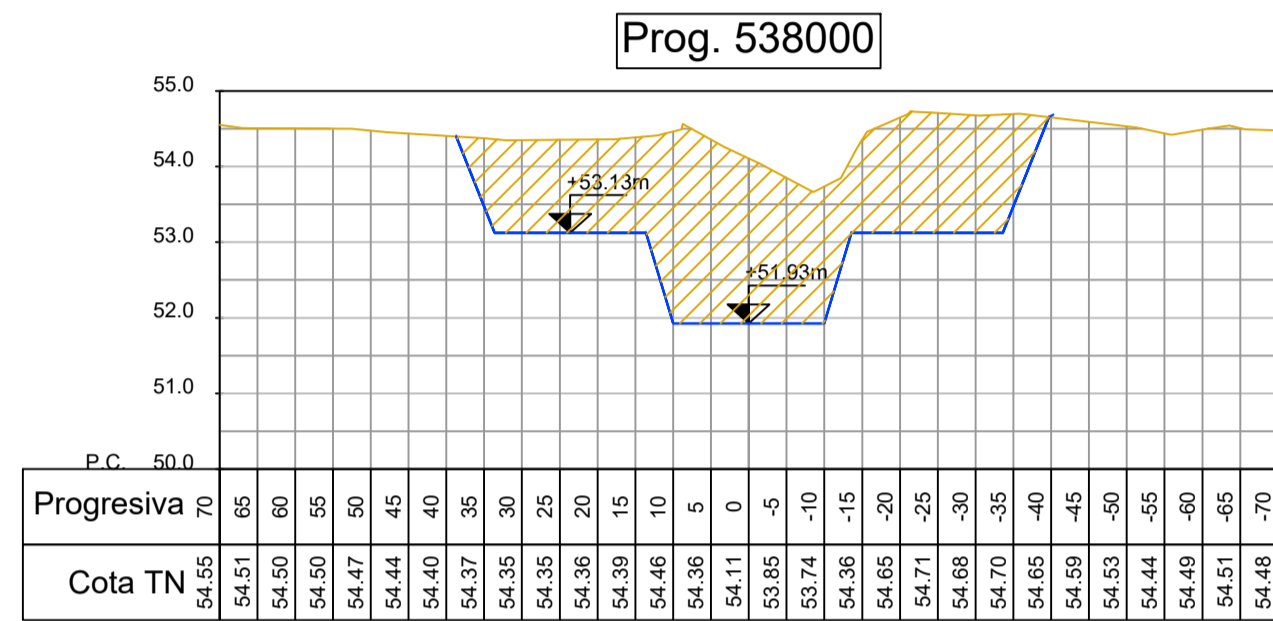 Prog. 538000
55.0
54.0
+53.13m
53.0
+51.93m
52.0
51.0
P.C. 50.0
Progresiva 70 65 60 55 50 45 40 35 30 25 20 15 10 5 0 -5 -10 -15 -20 -25 -30 -35 -40 -45 -50 -55 -60 -65 -70
Cota TN 54.55 54.51 54.50 54.50 54.47 54.44 54.40 54.37 54.35 54.35 54.36 54.39 54.46 54.36 54.11 53.85 53.74 54.36 54.65 54.71 54.68 54.70 54.65 54.59 54.53 54.44 54.49 54.51 54.48